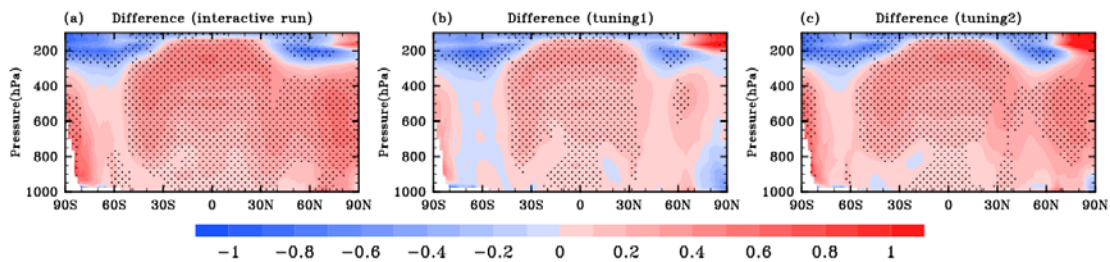 (a) Difference (interactive run)
(b) Difference (tuning1)
(c) Difference (tuning2)
Pressure(hPa)
200
400
600
800
1000
90S 60S 30S 0 30N 60N 90N
Pressure(hPa)
200
400
600
800
1000
90S 60S 30S 0 30N 60N 90N
Pressure(hPa)
200
400
600
800
1000
90S 60S 30S 0 30N 60N 90N
−1 −0.8 −0.6 −0.4 −0.2 0 0.2 0.4 0.6 0.8 1